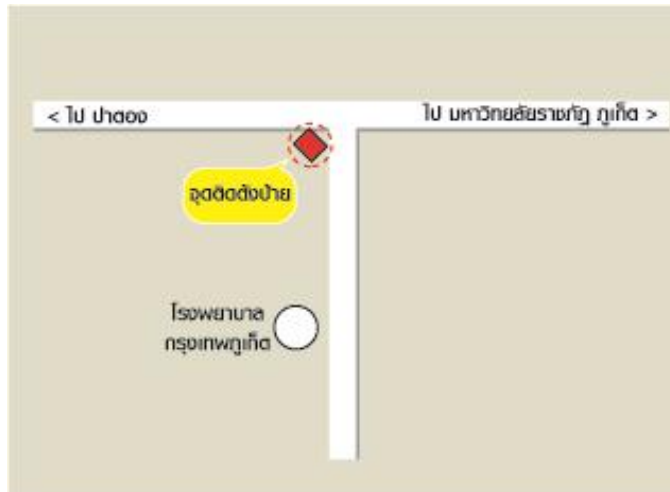 < ไป ป่าตอง
ไป มหาวิทยลัยราชภัฏ ภูเก็ต >
จุดติดตั้งป้าย
โรงพยาบาล
กรุงเทพภูเก็ต